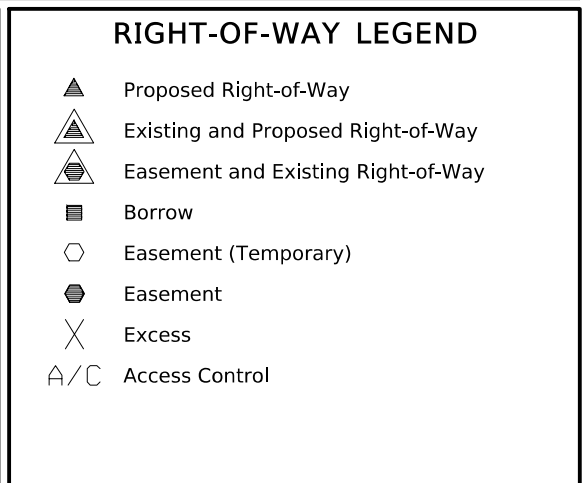 RIGHT-OF-WAY LEGEND
Proposed Right-of-Way
Existing and Proposed Right-of-Way
Easement and Existing Right-of-Way
Borrow
Easement (Temporary)
Easement
X Excess
A/C Access Control